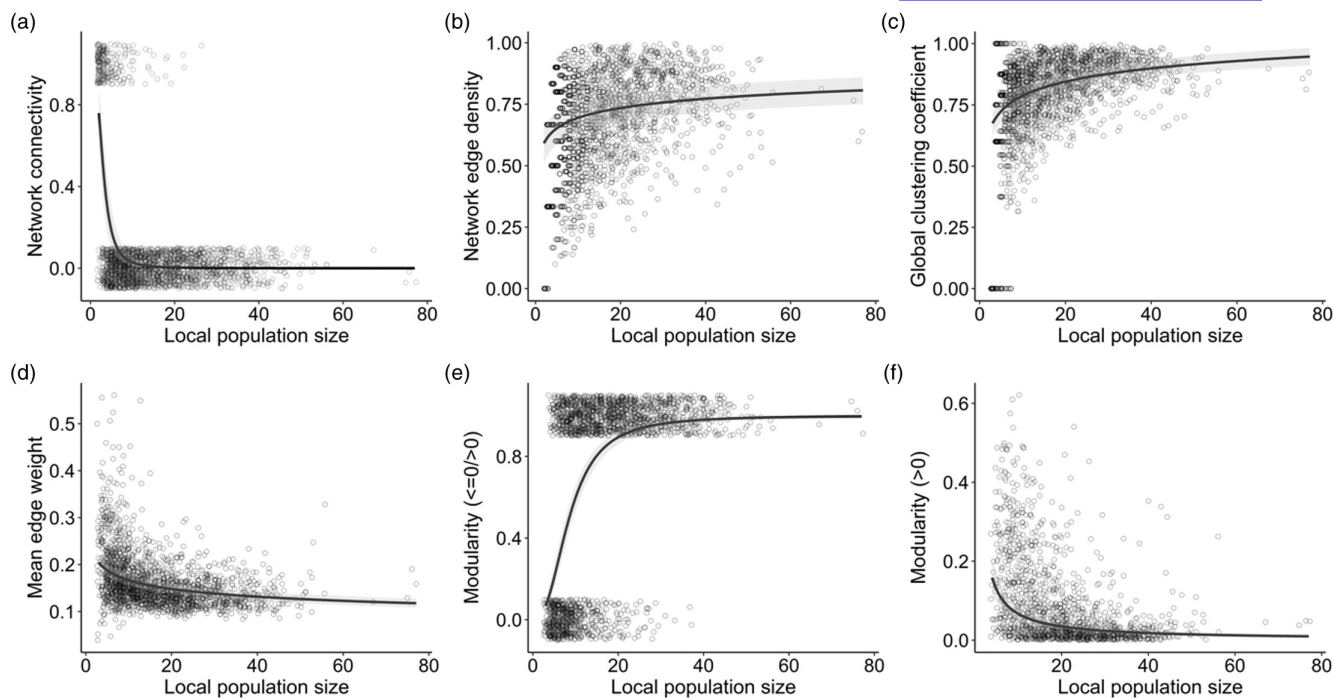 (a)
Network connectivity
0.8
0.4
0.0
0 20 40 60 80
Local population size
(b)
Network edge density
1.00
0.75
0.50
0.25
0.00
0 20 40 60 80
Local population size
(c)
Global clustering coefficient
1.00
0.75
0.50
0.25
0.00
0 20 40 60 80
Local population size
(d)
Mean edge weight
0.5
0.4
0.3
0.2
0.1
0 20 40 60 80
Local population size
(e)
Modularity (<=0/>0)
0.8
0.4
0.0
0 20 40 60 80
Local population size
(f)
Modularity (>0)
0.6
0.4
0.2
0.0
20 40 60 80
Local population size